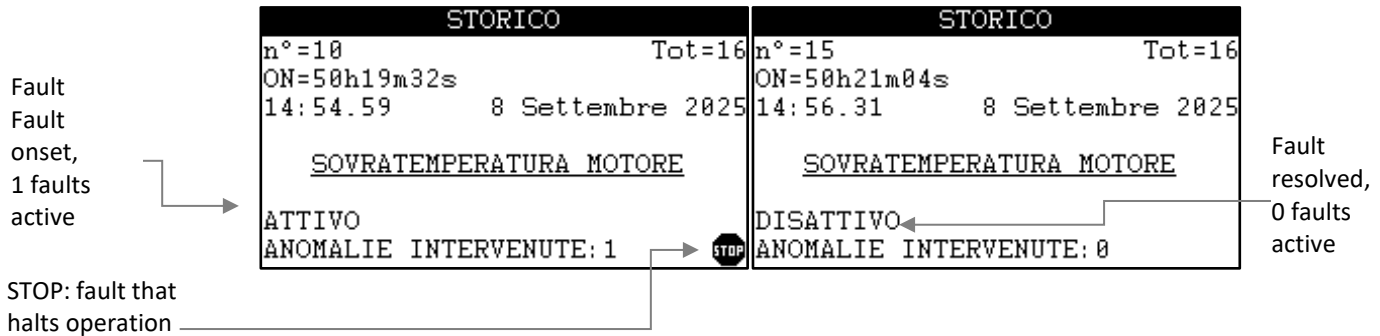 STORICO
n°=10 Tot=16
ON=50h19m32s
14:54.59 8 Settembre 2025
SOVRATEMPERATURA MOTORE
ATTIVO
ANOMALIE INTERVENUTE:1 STOP
STORICO
n°=15 Tot=16
ON=50h21m04s
14:56.31 8 Settembre 2025
SOVRATEMPERATURA MOTORE
DISATTIVO
ANOMALIE INTERVENUTE:0
Fault
Fault
onset,
1 faults
active
Fault
resolved,
0 faults
active
STOP: fault that
halts operation